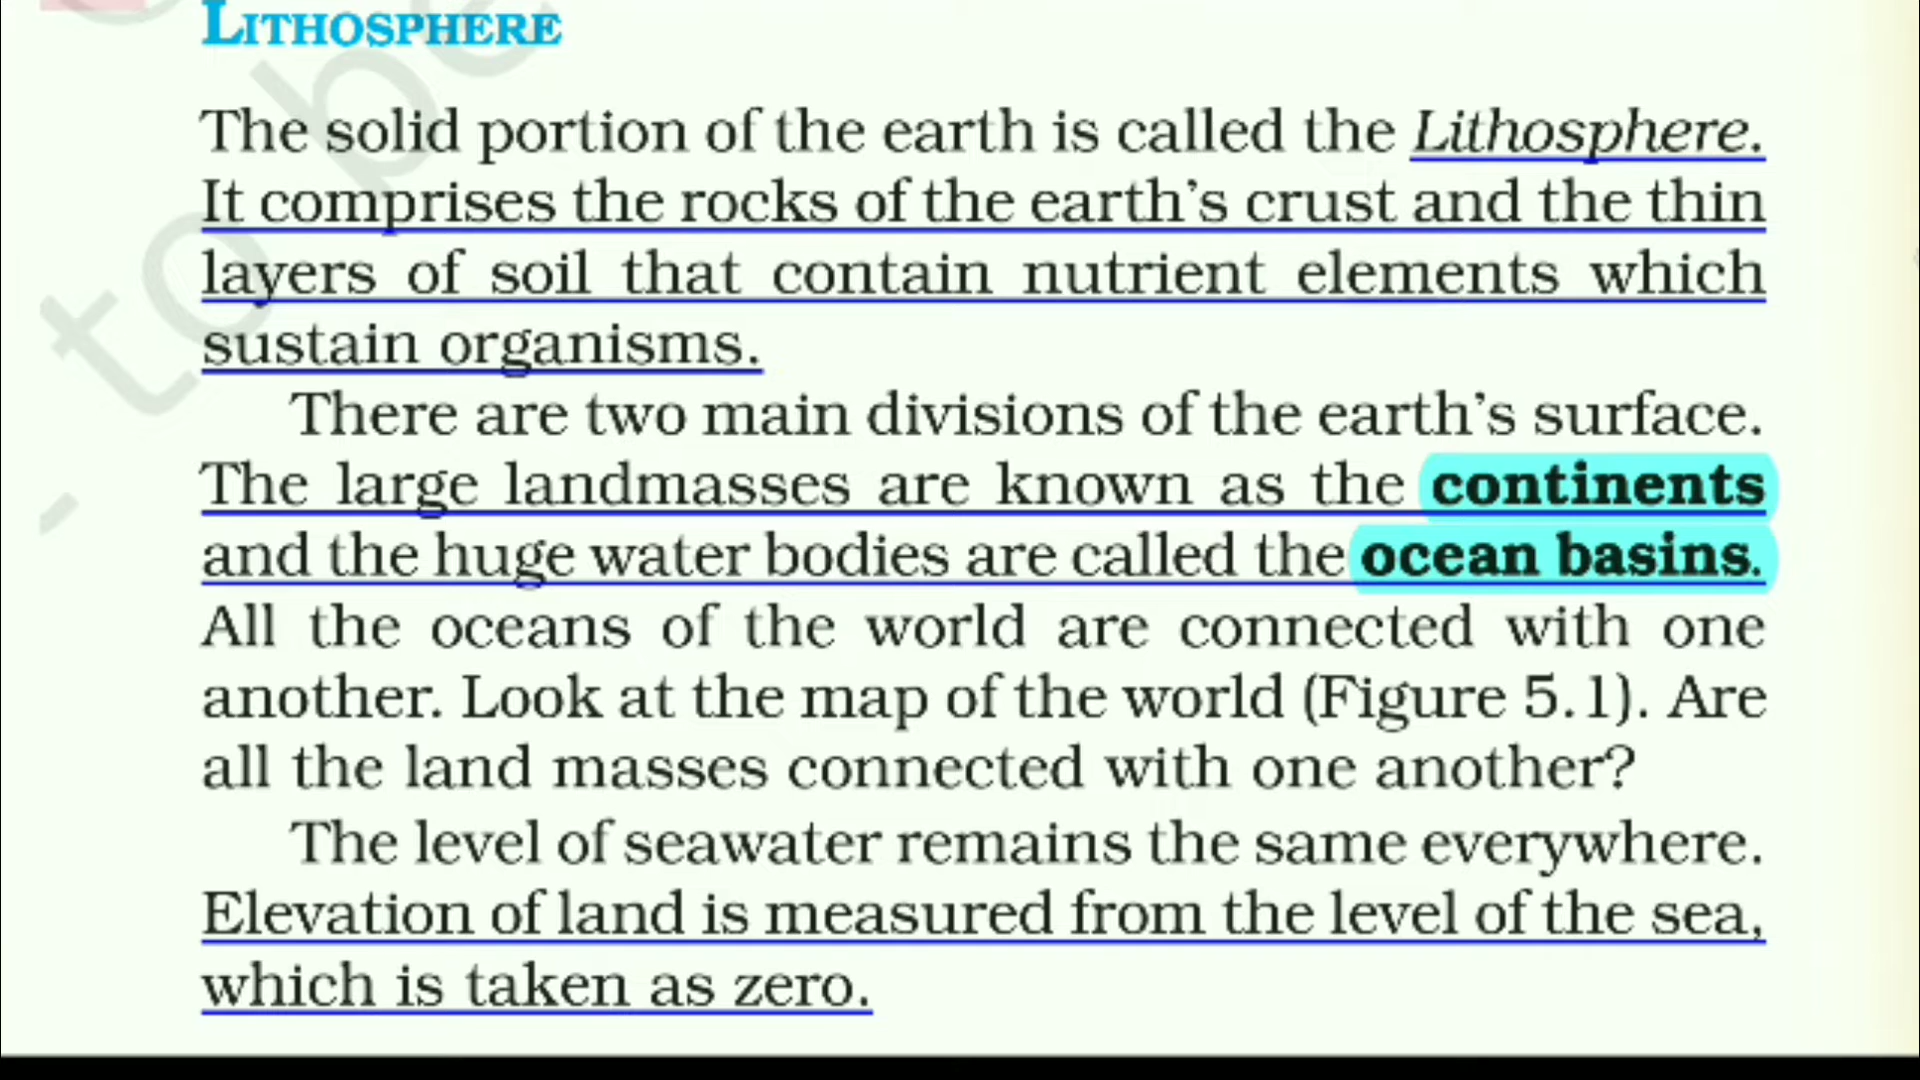 LITHOSPHERE
The solid portion of the earth is called the Lithosphere.
It comprises the rocks of the earth’s crust and the thin
layers of soil that contain nutrient elements which
sustain organisms.
There are two main divisions of the earth’s surface.
The large landmasses are known as the continents
and the huge water bodies are called the ocean basins.
All the oceans of the world are connected with one
another. Look at the map of the world (Figure 5.1). Are
all the land masses connected with one another?
The level of seawater remains the same everywhere.
Elevation of land is measured from the level of the sea,
which is taken as zero.
to be